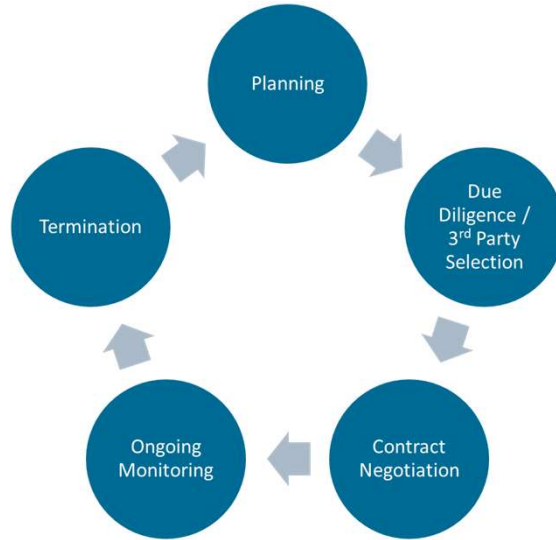 Planning
Due
Diligence /
3rd Party
Selection
Contract
Negotiation
Ongoing
Monitoring
Termination